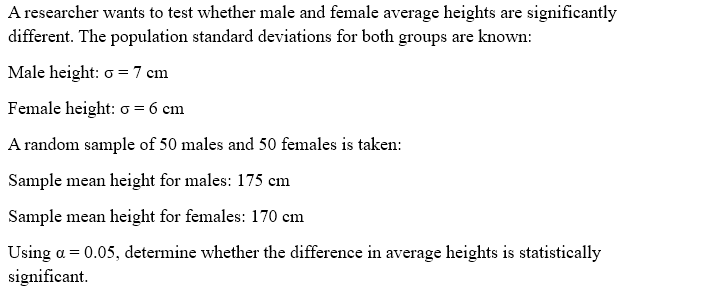 A researcher wants to test whether male and female average heights are significantly
different. The population standard deviations for both groups are known:
Male height: σ = 7 cm
Female height: σ = 6 cm
A random sample of 50 males and 50 females is taken:
Sample mean height for males: 175 cm
Sample mean height for females: 170 cm
Using α = 0.05, determine whether the difference in average heights is statistically
significant.